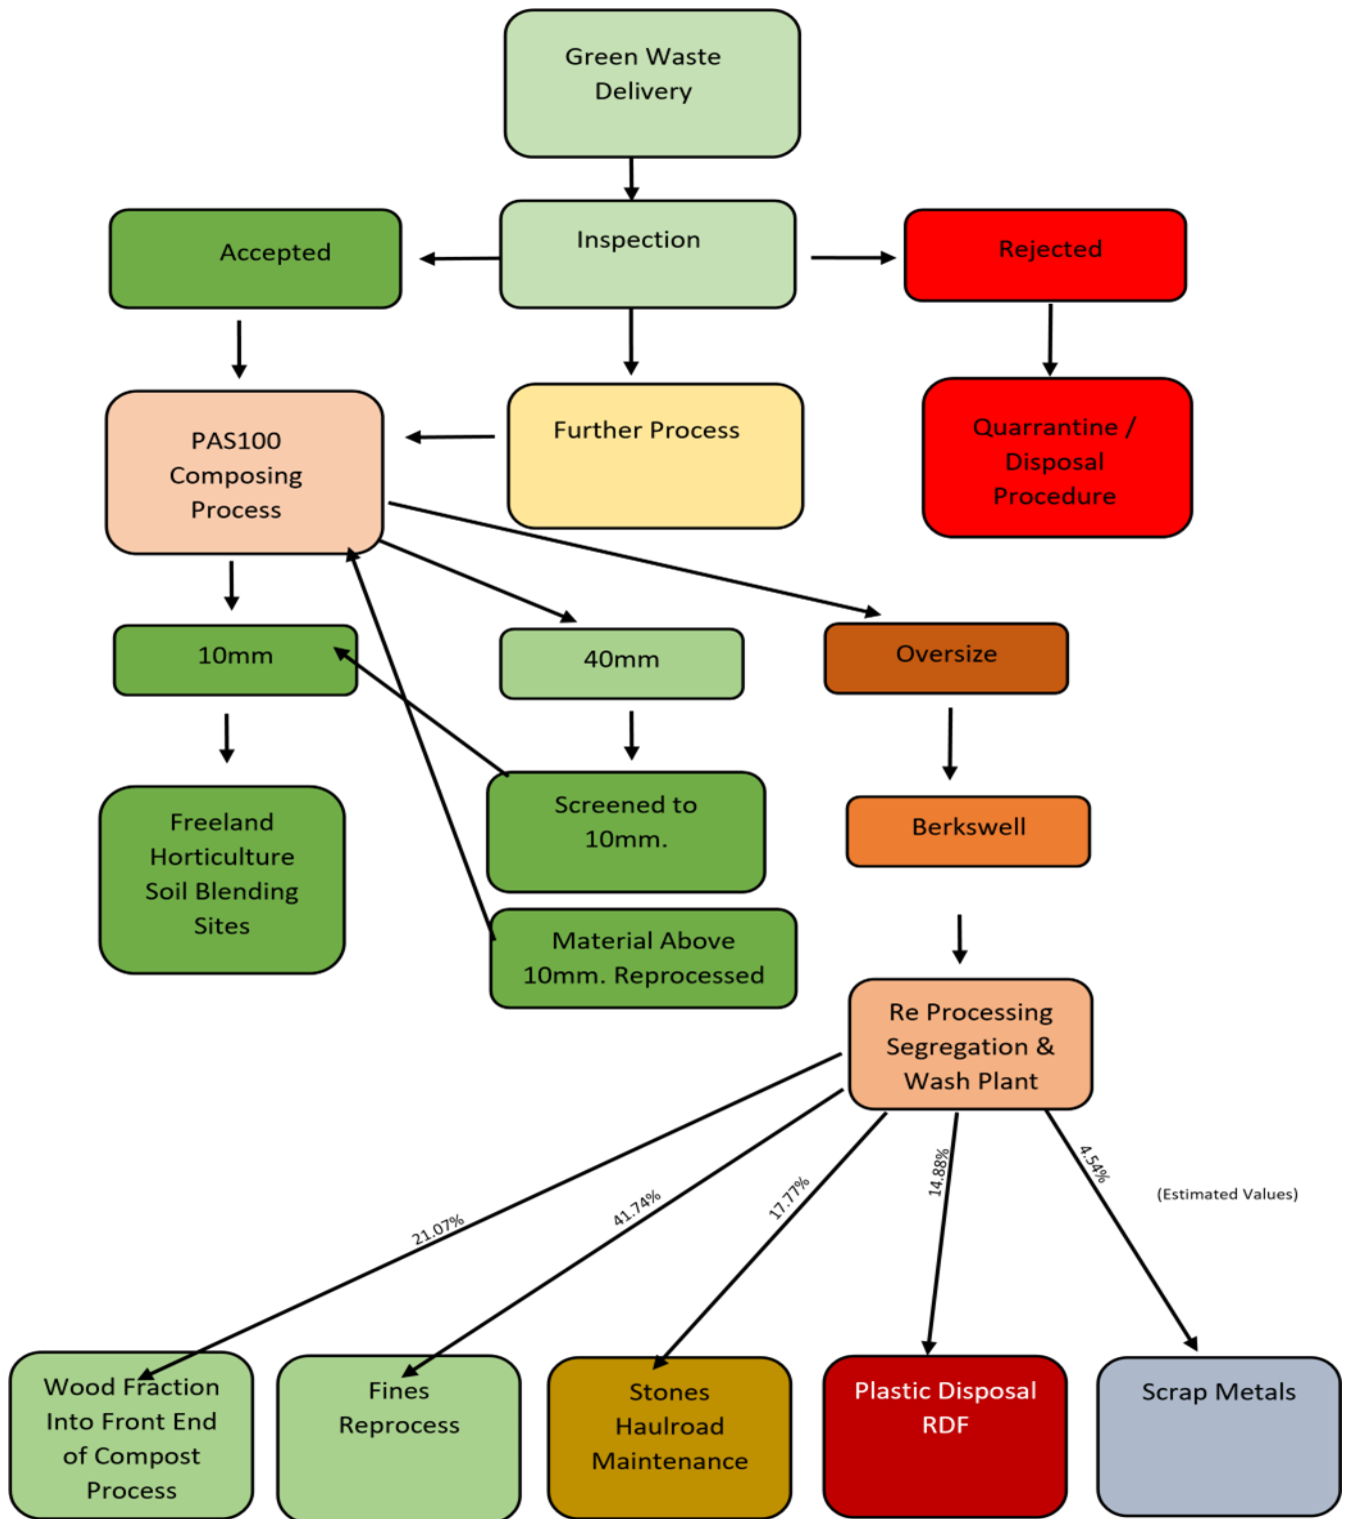 Green Waste
Delivery
Accepted
Inspection
Rejected
PAS100
Composing
Process
Further Process
Quarrantine /
Disposal
Procedure
10mm
40mm
Oversize
Freeland
Horticulture
Soil Blending
Sites
Screened to
10mm.
Berkswell
Material Above
10mm. Reprocessed
Re Processing
Segregation &
Wash Plant
21.07%
41.74%
17.77%
14.88%
4.54%
(Estimated Values)
Wood Fraction
Into Front End
of Compost
Process
Fines
Reprocess
Stones
Haulroad
Maintenance
Plastic Disposal
RDF
Scrap Metals